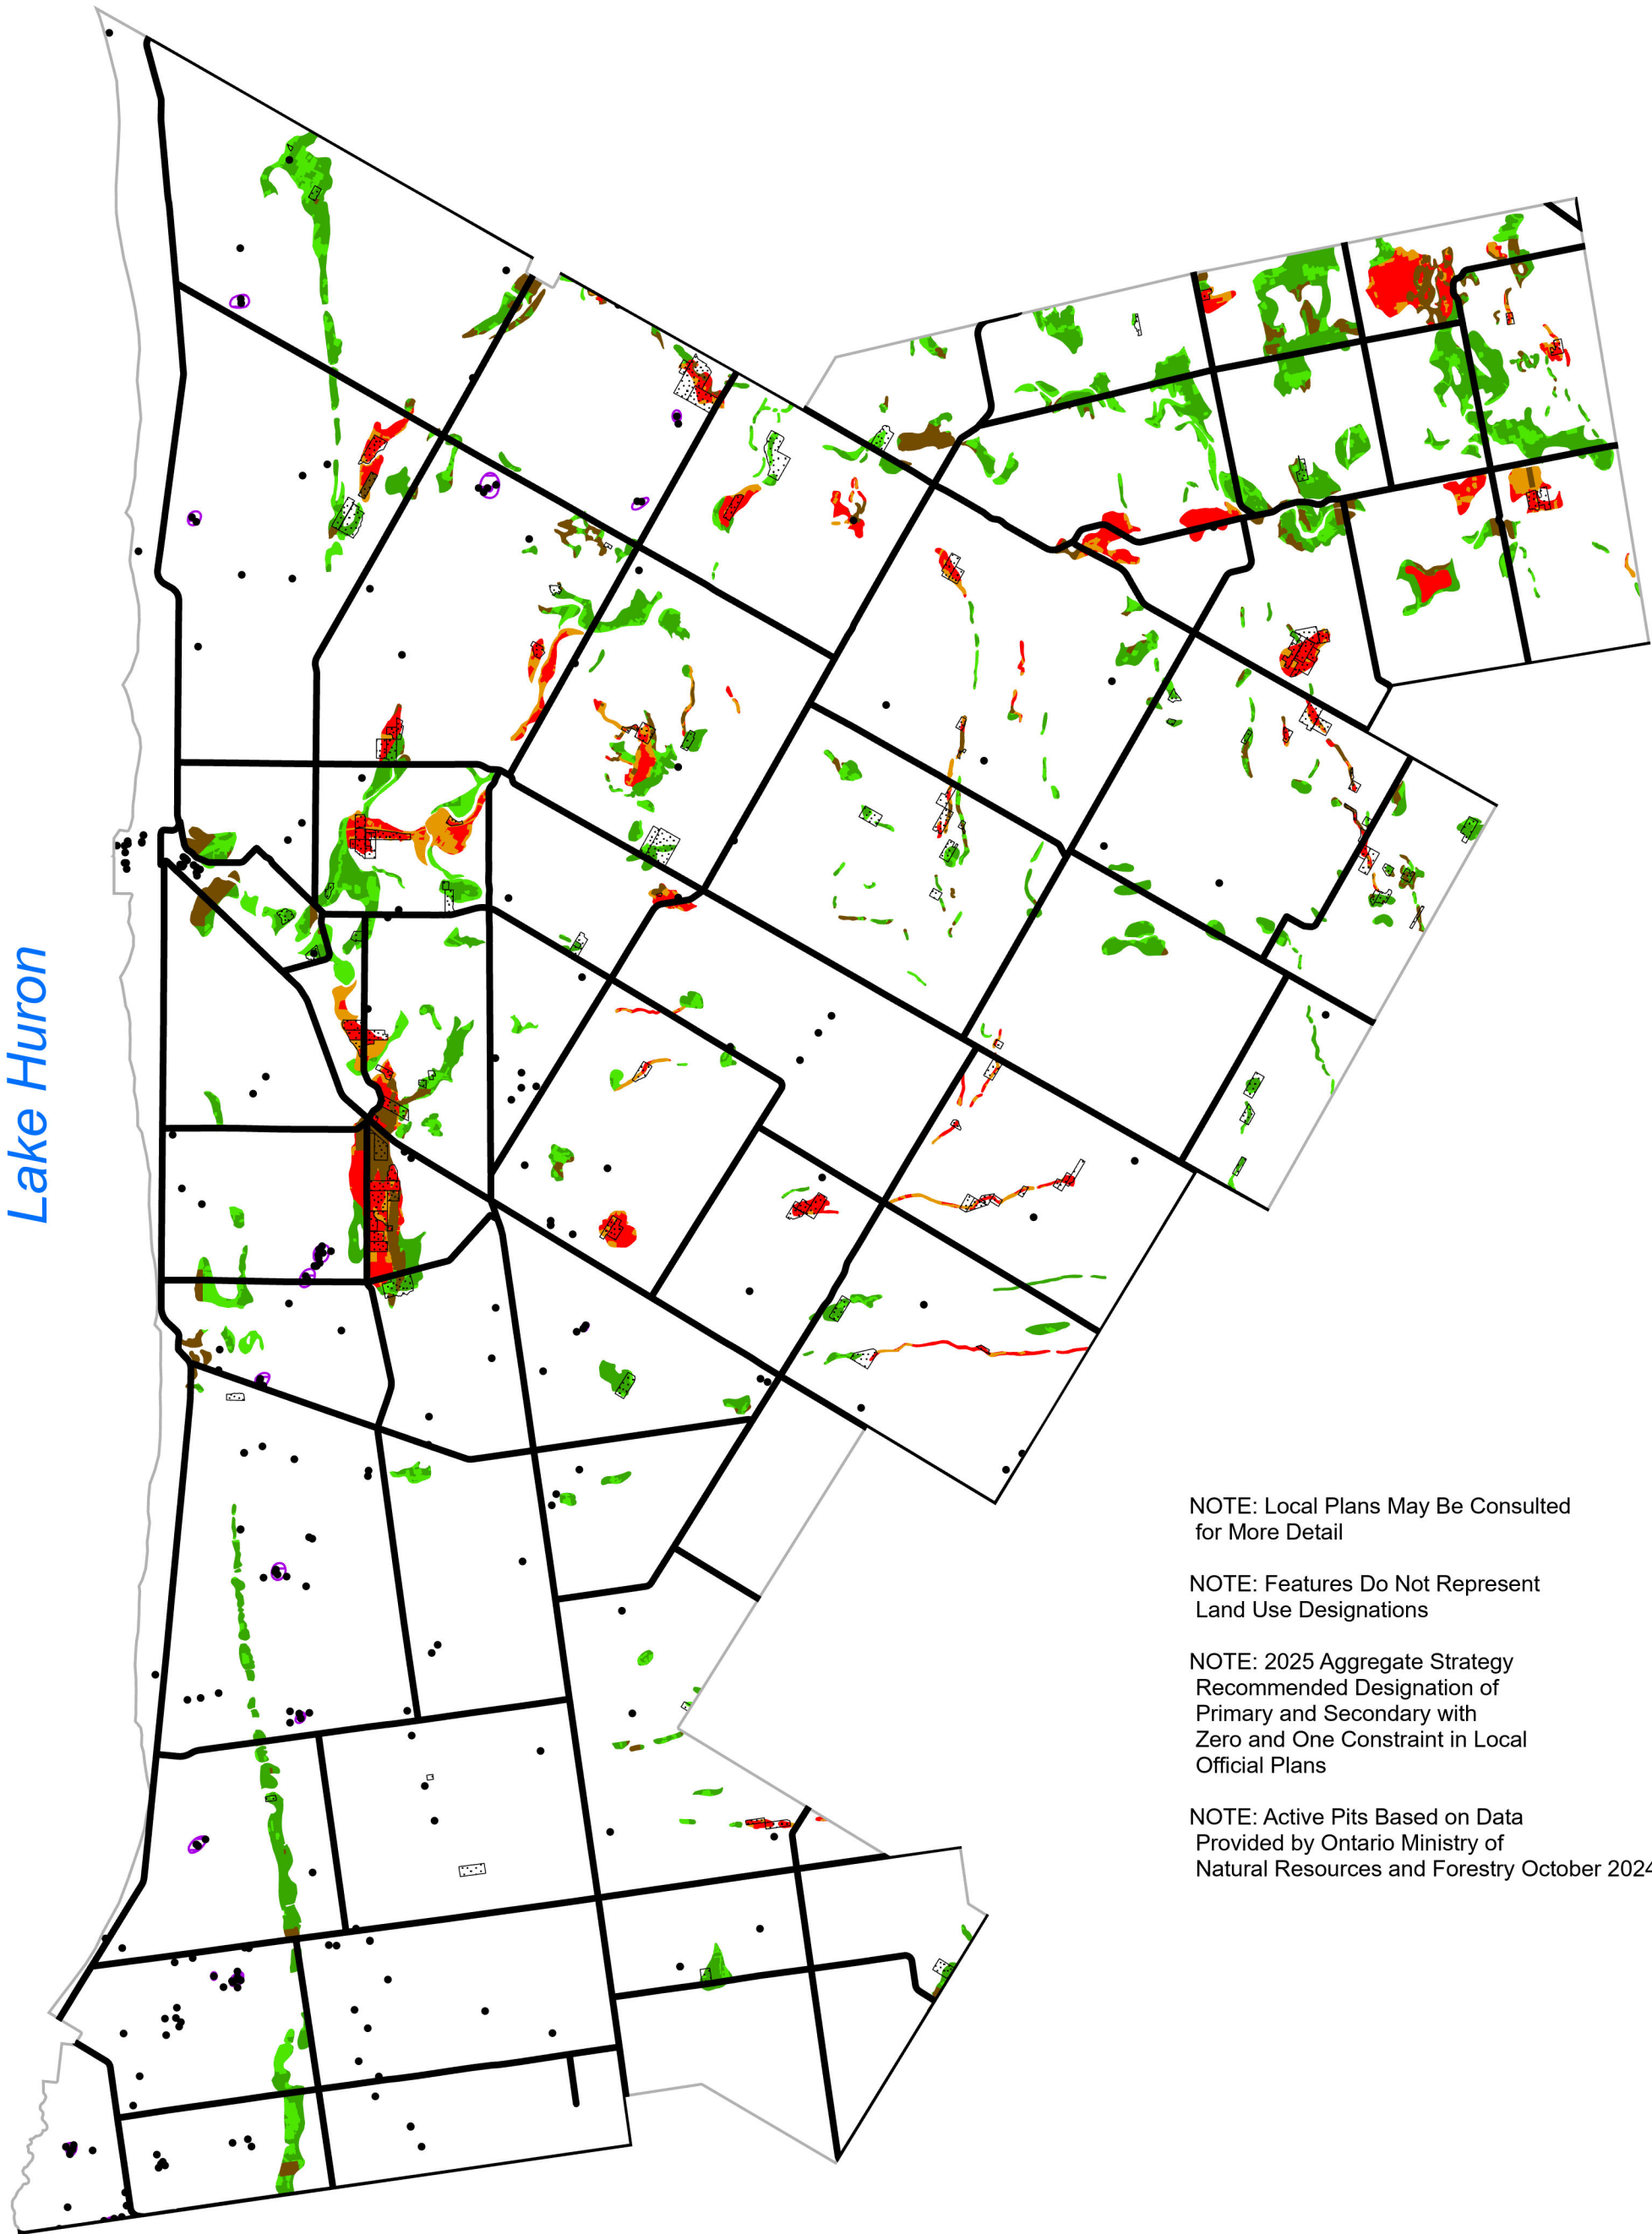 Lake Huron
NOTE: Local Plans May Be Consulted
for More Detail
NOTE: Features Do Not Represent
Land Use Designations
NOTE: 2025 Aggregate Strategy
Recommended Designation of
Primary and Secondary with
Zero and One Constraint in Local
Official Plans
NOTE: Active Pits Based on Data
Provided by Ontario Ministry of
Natural Resources and Forestry October 2024